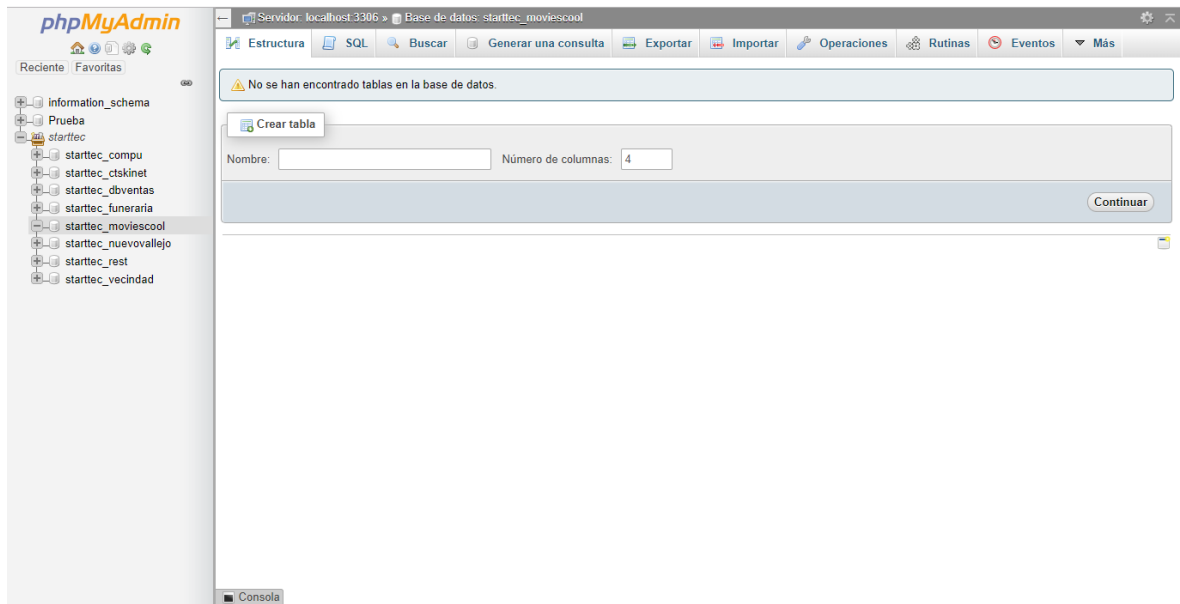 phpMyAdmin
Reciente Favoritas
information_schema
Prueba
starttec
starttec_compu
starttec_ctskinet
starttec_dbventas
starttec_funeraria
starttec_moviescool
starttec_nuevovallejo
starttec_rest
starttec_vecindad
Servidor: localhost:3306 » Base de datos: starttec_moviescool
Estructura SQL Buscar Generar una consulta Exportar Importar Operaciones Rutinas Eventos Más
No se han encontrado tablas en la base de datos.
Crear tabla
Nombre: Número de columnas: 4
Continuar
Consola